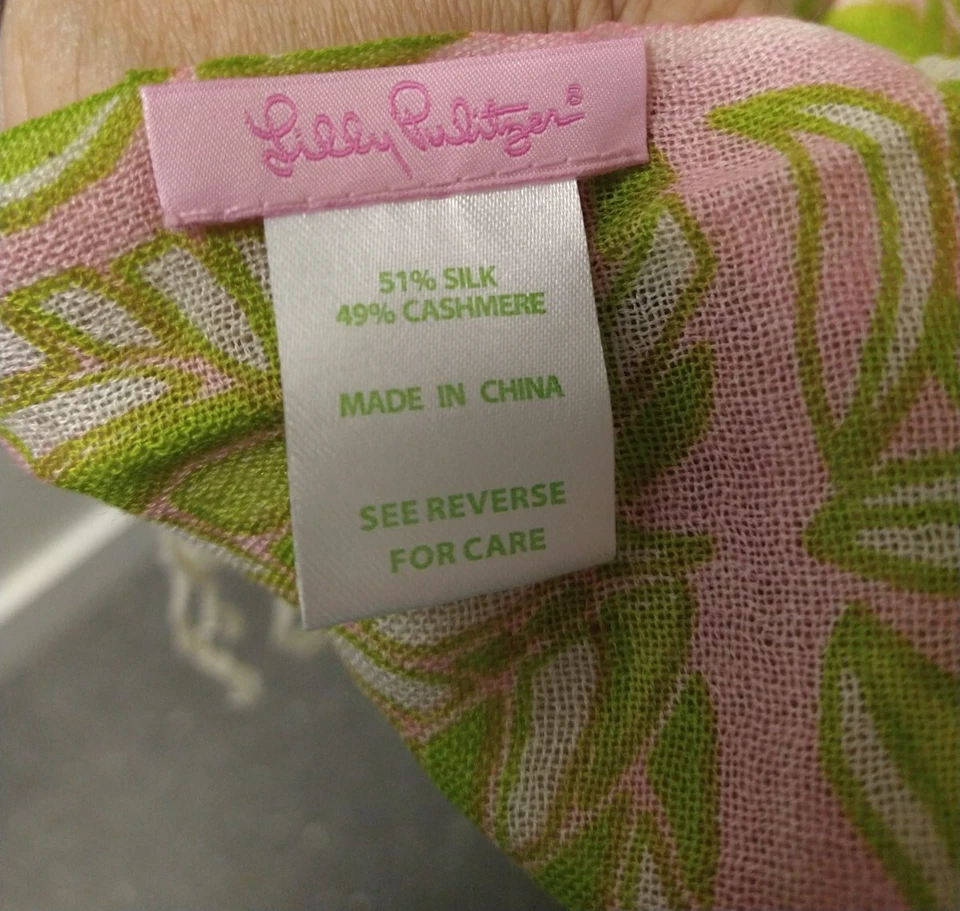 Lilly Pulitzer®
51% SILK
49% CASHMERE
MADE IN CHINA
SEE REVERSE
FOR CARE